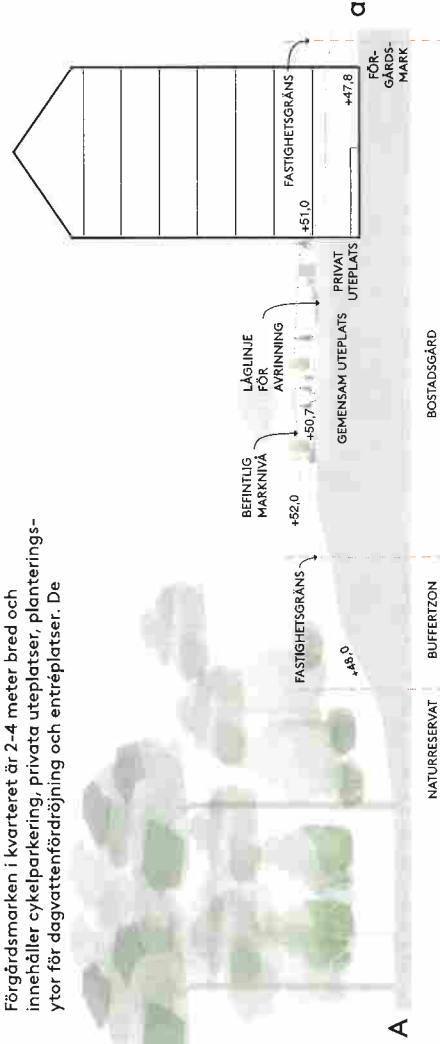 Förgårdsmarken i kvarteret är 2–4 meter bred och
innehåller cykelparkering, privata uteplatser, planterings-
ytor för dagvattenfördröjning och entréplatser. De
FASTIGHETSGRÄNS
+48,0
BEFINTLIG
MARKNIVÅ
+52,0
+50,7
LÅGLINJE
FÖR
AVRINNING
GEMENSAM UTEPLATS
PRIVAT
UTEPLATS
+51,0
FASTIGHETSGRÄNS
+47,8
FÖR-
GÅRDS-
MARK
A
a
NATURRESERVAT
BUFFERTZON
BOSTADSGÅRD